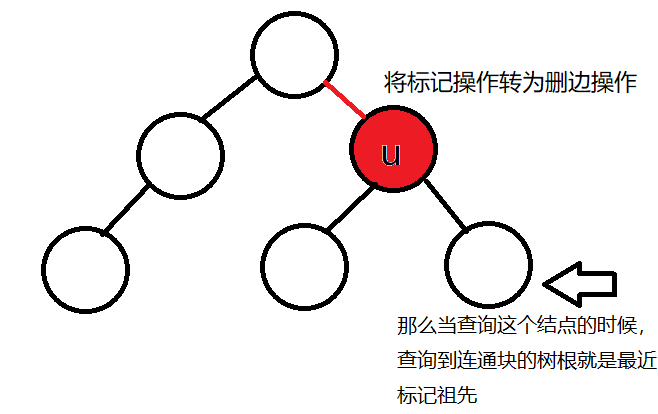 将标记操作转为删边操作
u
那么当查询这个结点的时候，
查询到连通块的树根就是最近
标记祖先